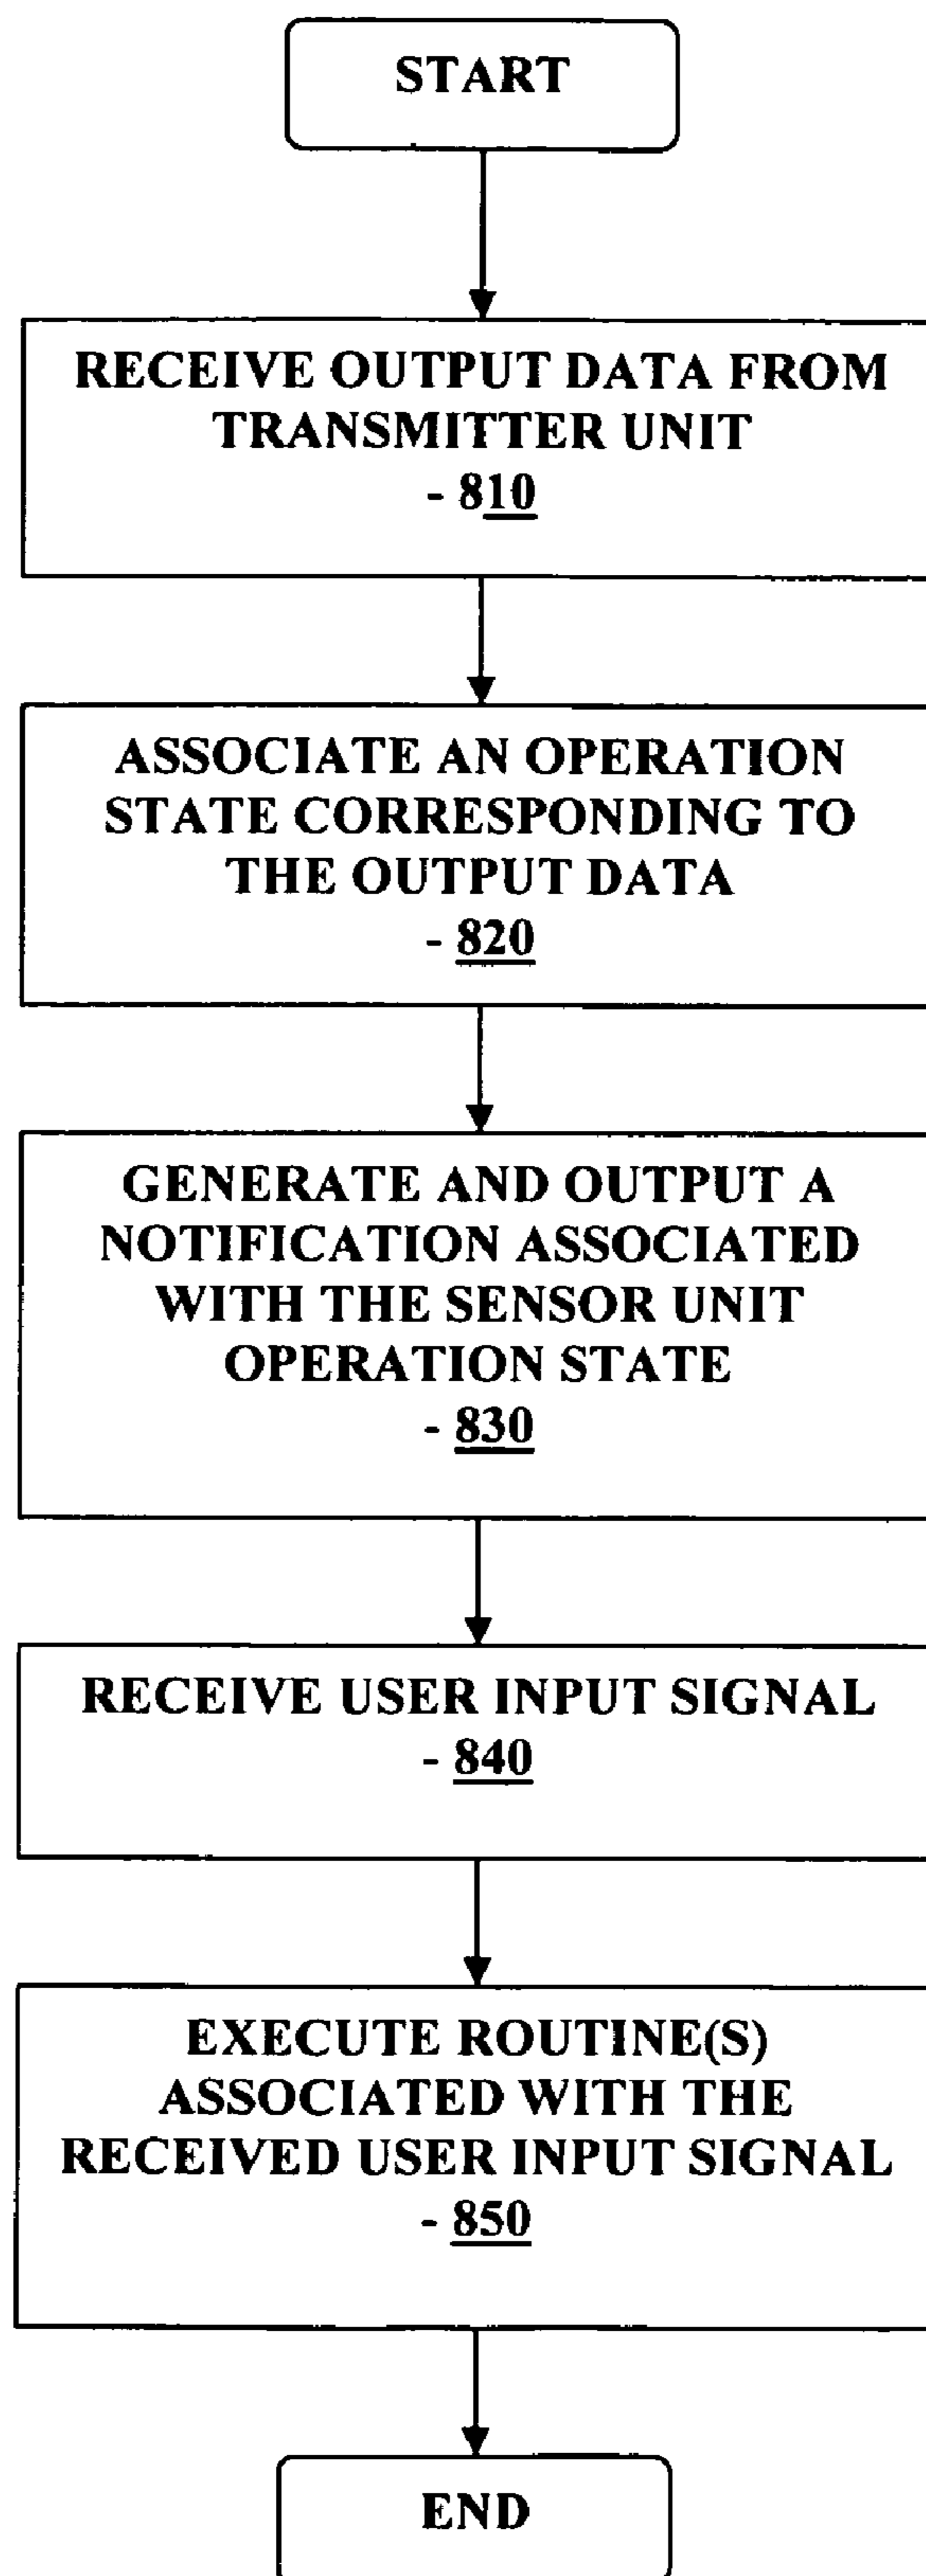 START
RECEIVE OUTPUT DATA FROM
TRANSMITTER UNIT
- 810
ASSOCIATE AN OPERATION
STATE CORRESPONDING TO
THE OUTPUT DATA
- 820
GENERATE AND OUTPUT A
NOTIFICATION ASSOCIATED
WITH THE SENSOR UNIT
OPERATION STATE
- 830
RECEIVE USER INPUT SIGNAL
- 840
EXECUTE ROUTINE(S)
ASSOCIATED WITH THE
RECEIVED USER INPUT SIGNAL
- 850
END